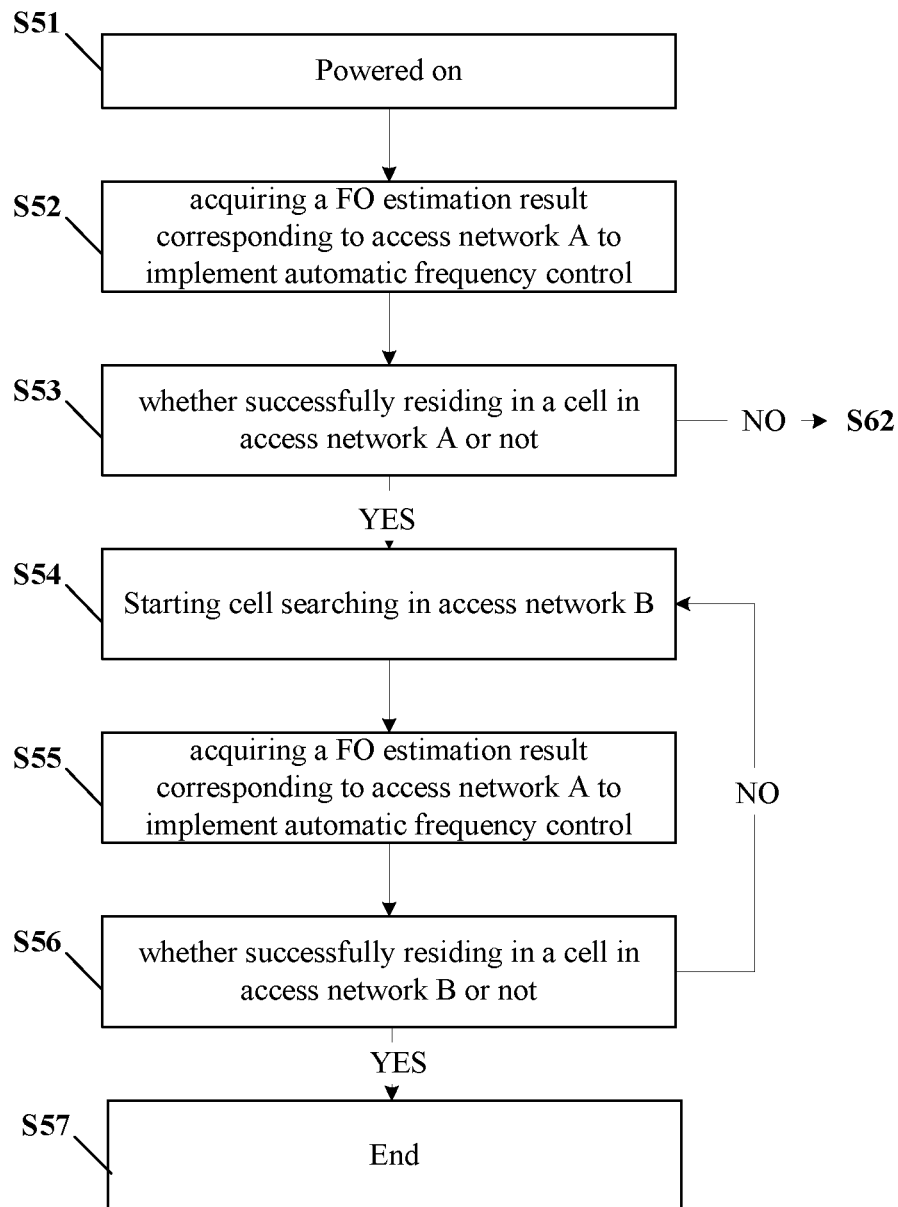 S51
Powered on
S52
acquiring a FO estimation result
corresponding to access network A to
implement automatic frequency control
S53
whether successfully residing in a cell in
access network A or not
NO
S62
YES
S54
Starting cell searching in access network B
S55
acquiring a FO estimation result
corresponding to access network A to
implement automatic frequency control
NO
S56
whether successfully residing in a cell in
access network B or not
YES
S57
End